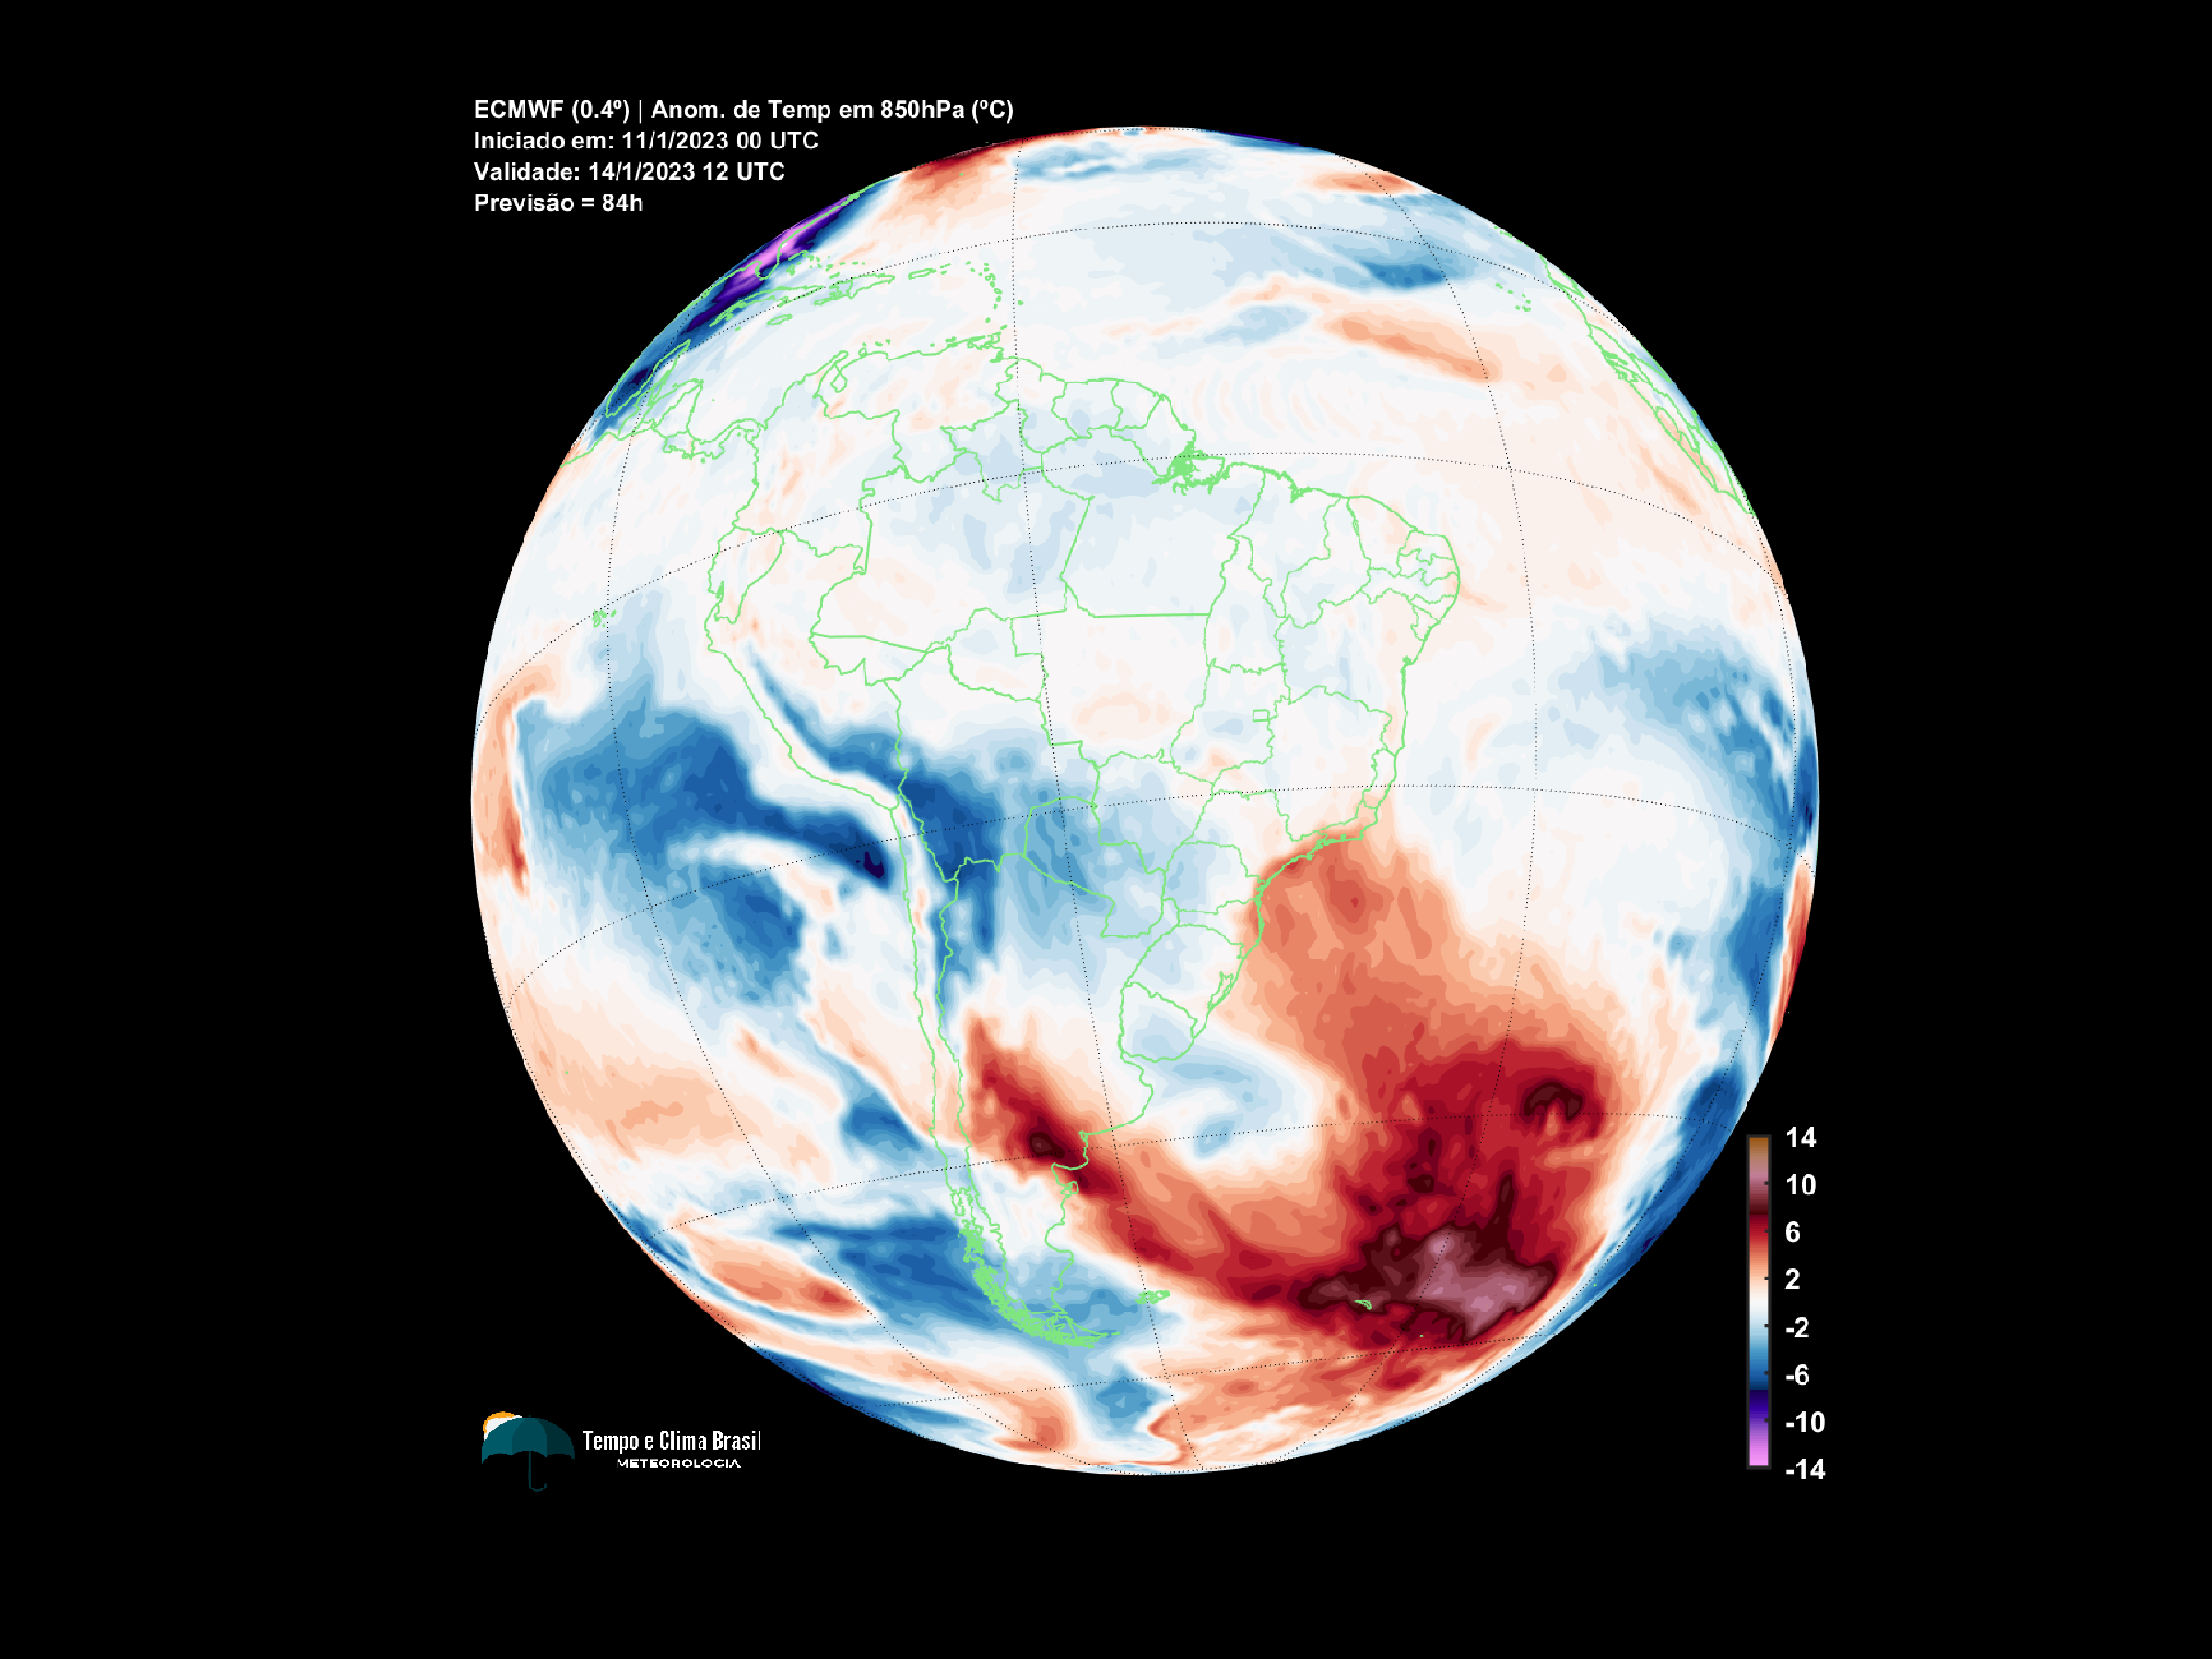 ECMWF (0.4º) | Anom. de Temp em 850hPa (ºC)
Iniciado em: 11/1/2023 00 UTC
Validade: 14/1/2023 12 UTC
Previsão = 84h
14
10
6
2
-2
-6
-10
-14
Tempo e Clima Brasil
METEOROLOGIA